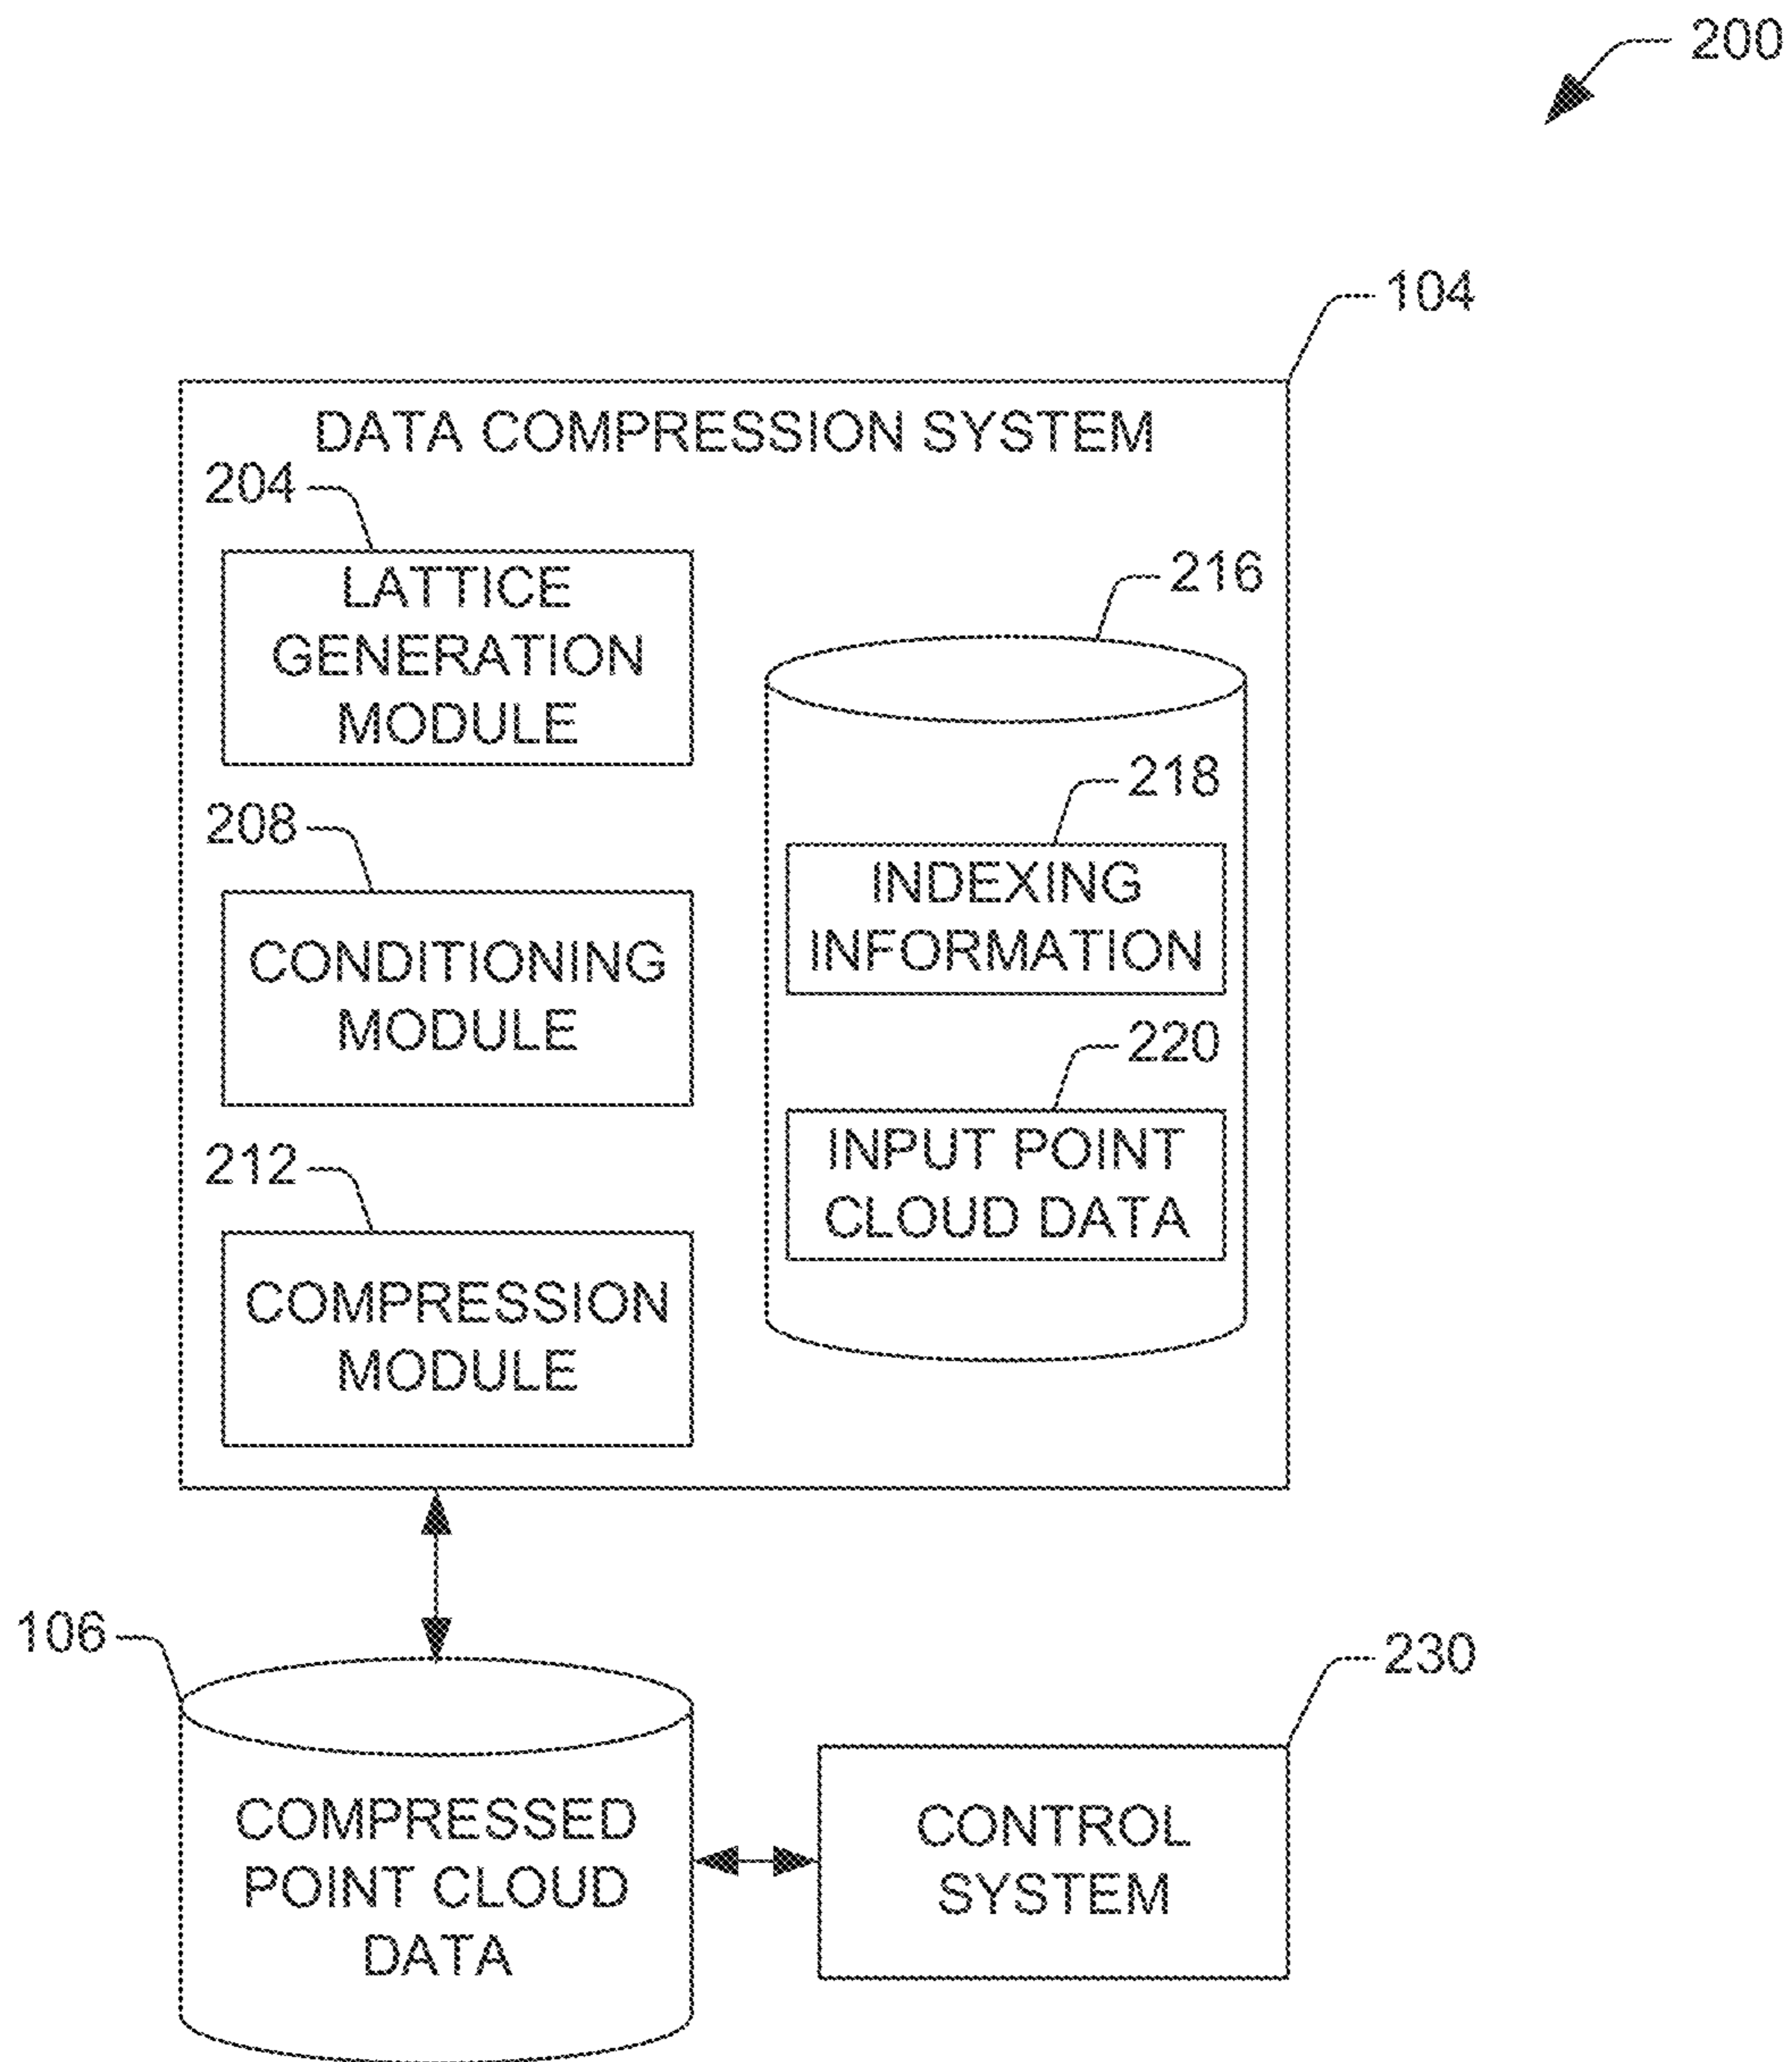 200
104
DATA COMPRESSION SYSTEM
204
LATTICE
GENERATION
MODULE
216
218
208
INDEXING
INFORMATION
CONDITIONING
MODULE
220
212
INPUT POINT
CLOUD DATA
COMPRESSION
MODULE
106
230
COMPRESSED
POINT CLOUD
DATA
CONTROL
SYSTEM